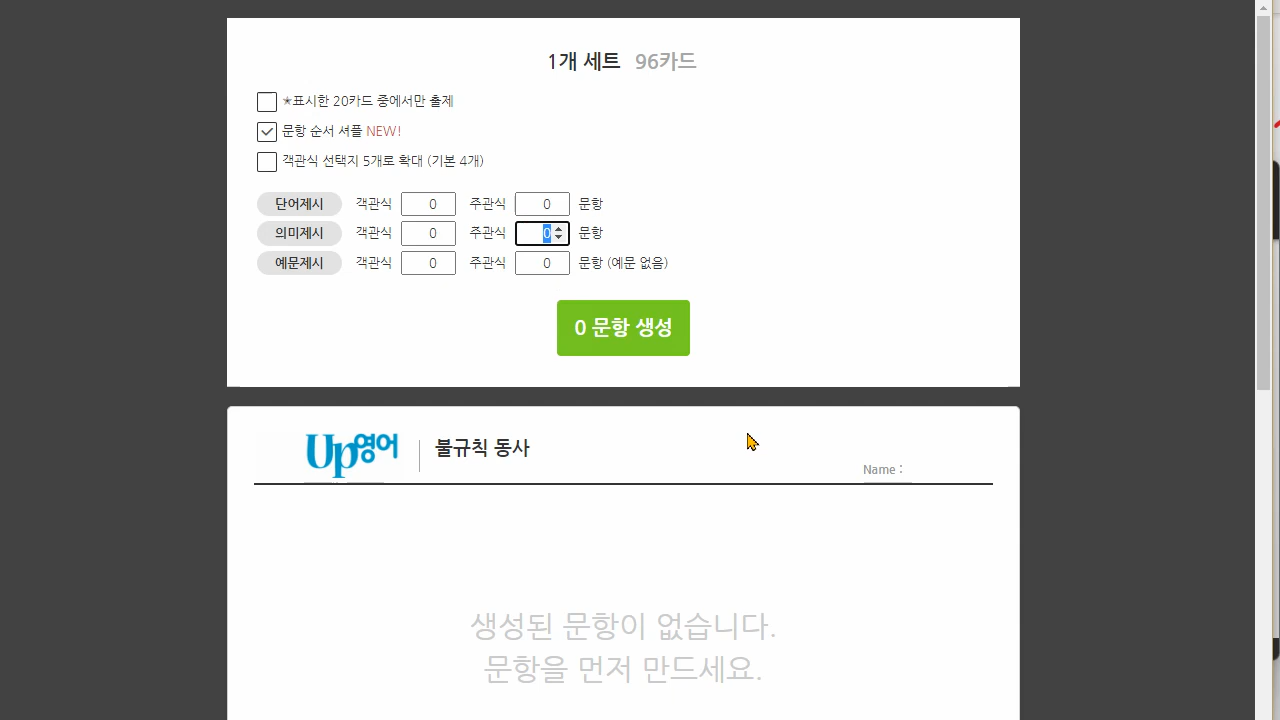 1개 세트 96카드
*표시한 20카드 중에서만 출제
문항 순서 셔플 NEW!
객관식 선택지 5개로 확대 (기본 4개)
단어제시 객관식 0 주관식 0 문항
의미제시 객관식 0 주관식 0 문항
예문제시 객관식 0 주관식 0 문항 (예문 없음)
0 문항 생성
Up영어 불규칙 동사
Name :
생성된 문항이 없습니다.
문항을 먼저 만드세요.